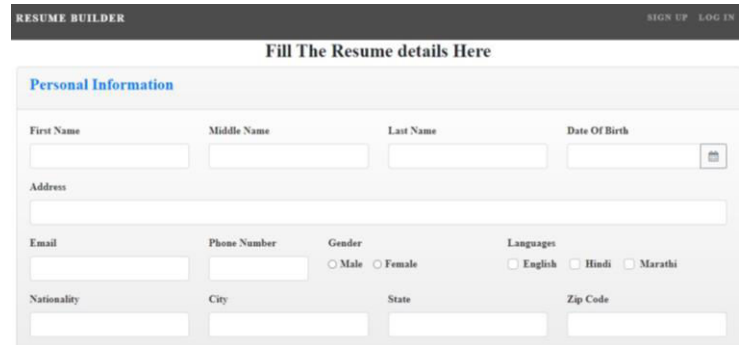 RESUME BUILDER SIGN UP LOG IN
Fill The Resume details Here
Personal Information
First Name Middle Name Last Name Date Of Birth
Address
Email Phone Number Gender Languages
Male Female English Hindi Marathi
Nationality City State Zip Code